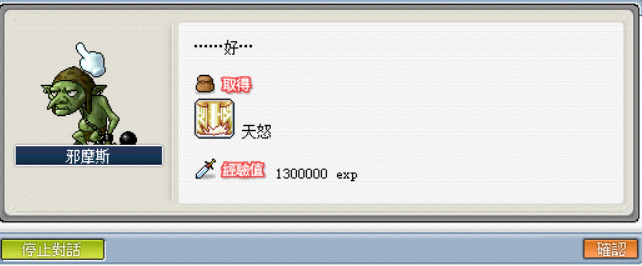 ……好…
取得
天怒
邪摩斯
經驗值 1300000 exp
停止對話
確認